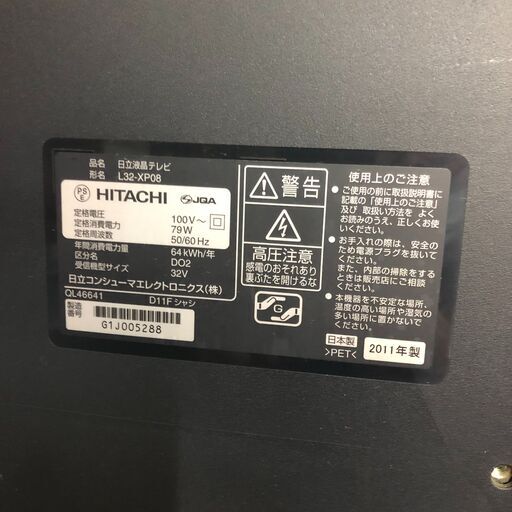 品名 日立液晶テレビ
形名 L32-XP08
PS
E
HITACHI
JQA
定格電圧 100V～
定格消費電力 79W
定格周波数 50/60Hz
年間消費電力量 64kWh/年
区分名 DO2
受信機型サイズ 32V
日立コンシューマエレクトロニクス(株)
QL46641 D11Fシャシ
製造番号
G1J005288
警告
高圧注意
感電のおそれあり
裏ぶたを開けるな
G
使用上のご注意
・ご使用の前に取扱説明書に
記載の「使用上のご注意」
及び 取扱い方法を よく
お読みのうえ、正しくお使い
ください。
・お手入れの際は、安全のた
め電源プラグを抜いてくだ
さい。
また、内部のお掃除をする
ときは販売店にご相談く
ださい。
・本機器を不安定な場所、
湿度の高い場所や湿気の
多い場所に置かないでく
ださい。
日本製
>PET<
2011年製